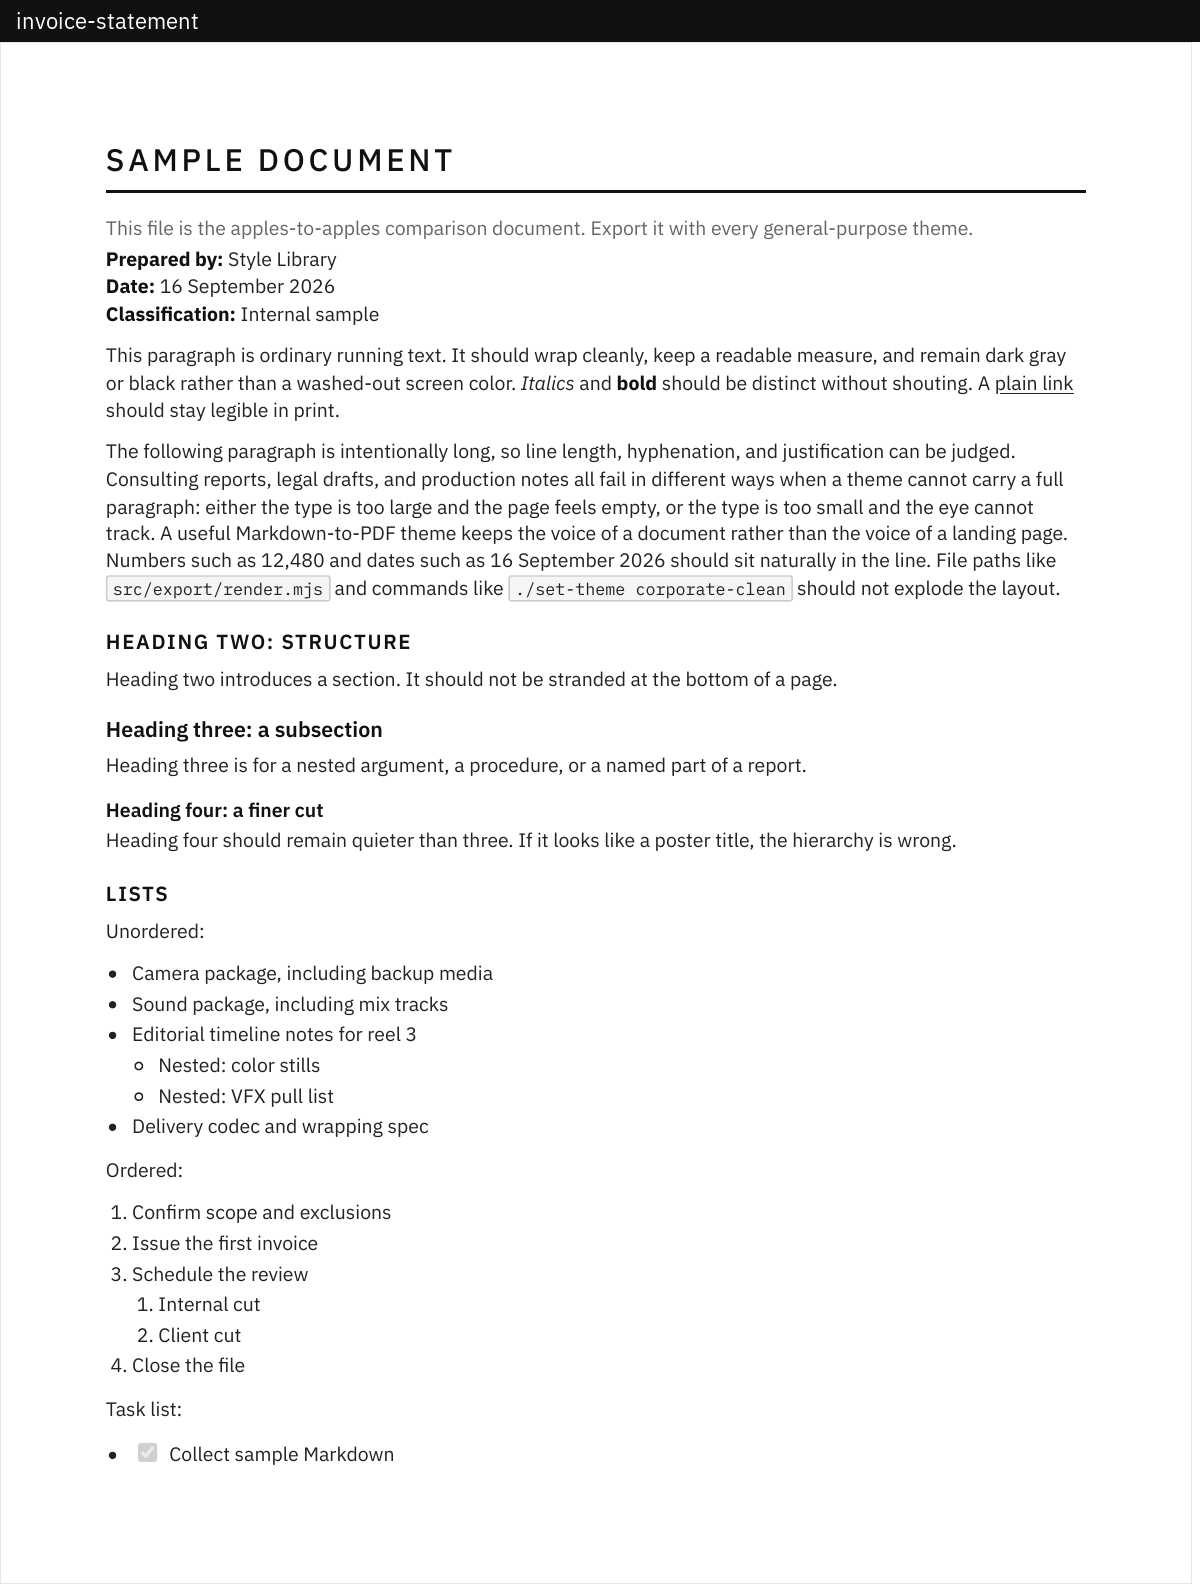 invoice-statement
SAMPLE DOCUMENT
This file is the apples-to-apples comparison document. Export it with every general-purpose theme.
Prepared by: Style Library
Date: 16 September 2026
Classification: Internal sample
This paragraph is ordinary running text. It should wrap cleanly, keep a readable measure, and remain dark gray
or black rather than a washed-out screen color. Italics and bold should be distinct without shouting. A plain link
should stay legible in print.
The following paragraph is intentionally long, so line length, hyphenation, and justification can be judged.
Consulting reports, legal drafts, and production notes all fail in different ways when a theme cannot carry a full
paragraph: either the type is too large and the page feels empty, or the type is too small and the eye cannot
track. A useful Markdown-to-PDF theme keeps the voice of a document rather than the voice of a landing page.
Numbers such as 12,480 and dates such as 16 September 2026 should sit naturally in the line. File paths like
src/export/render.mjs and commands like ./set-theme corporate-clean should not explode the layout.
HEADING TWO: STRUCTURE
Heading two introduces a section. It should not be stranded at the bottom of a page.
Heading three: a subsection
Heading three is for a nested argument, a procedure, or a named part of a report.
Heading four: a finer cut
Heading four should remain quieter than three. If it looks like a poster title, the hierarchy is wrong.
LISTS
Unordered:
• Camera package, including backup media
• Sound package, including mix tracks
• Editorial timeline notes for reel 3
◦ Nested: color stills
◦ Nested: VFX pull list
• Delivery codec and wrapping spec
Ordered:
1. Confirm scope and exclusions
2. Issue the first invoice
3. Schedule the review
1. Internal cut
2. Client cut
4. Close the file
Task list:
• ☑ Collect sample Markdown